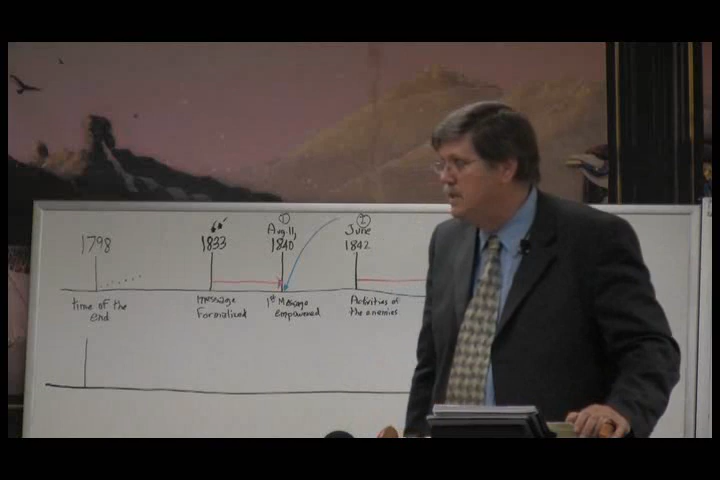 ①
Aug. 11,
②
June
1798
1833
1840
1842
time of the
end
Message
Formalized
1st Message
empowered
Activities of
the enemies